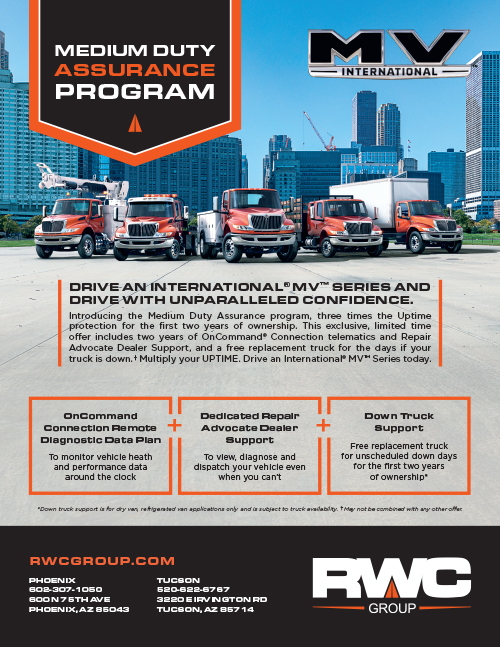 MEDIUM DUTY
ASSURANCE
PROGRAM
MV
INTERNATIONAL
DRIVE AN INTERNATIONAL® MV™ SERIES AND
DRIVE WITH UNPARALLELED CONFIDENCE.
Introducing the Medium Duty Assurance program, three times the Uptime
protection for the first two years of ownership. This exclusive, limited time
offer includes two years of OnCommand® Connection telematics and Repair
Advocate Dealer Support, and a free replacement truck for the days if your
truck is down.† Multiply your UPTIME. Drive an International® MV™ Series today.
OnCommand
Connection Remote
Diagnostic Data Plan
To monitor vehicle heath
and performance data
around the clock
+
Dedicated Repair
Advocate Dealer
Support
To view, diagnose and
dispatch your vehicle even
when you can't
+
Down Truck
Support
Free replacement truck
for unscheduled down days
for the first two years
of ownership*
*Down truck support is for dry van, refrigerated van applications only and is subject to truck availability. † May not be combined with any other offer.
RWCGROUP.COM
PHOENIX
602-307-1050
600 N 75TH AVE
PHOENIX, AZ 85043
TUCSON
520-622-6767
3220 E IRVINGTON RD
TUCSON, AZ 85714
RWC
GROUP